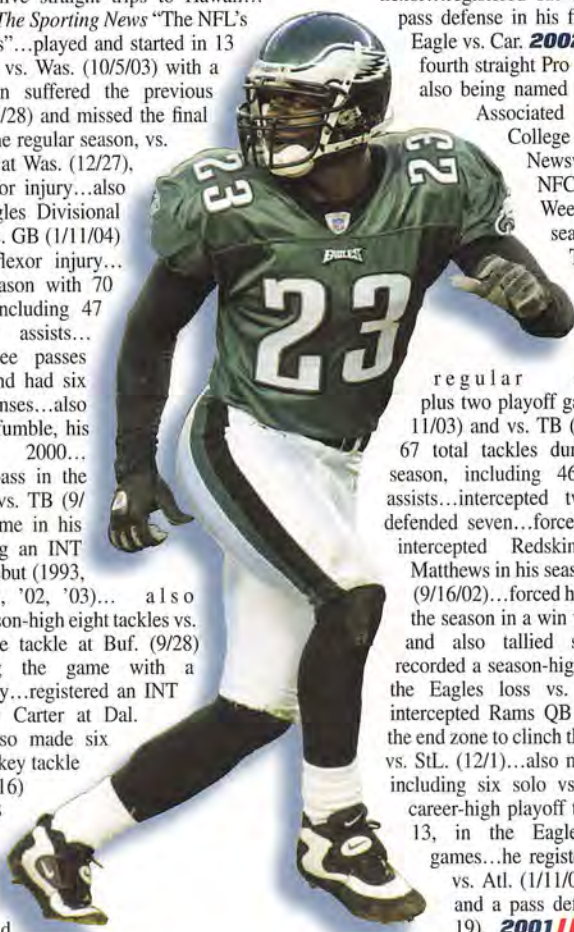 straight trips to Hawaii…
The Sporting News “The NFL’s
”…played and started in 13
vs. Was. (10/5/03) with a
suffered the previous
/28) and missed the final
regular season, vs.
at Was. (12/27),
or injury…also
gles Divisional
. GB (1/11/04)
flexor injury…
ason with 70
ncluding 47
assists…
ee passes
nd had six
nses…also
fumble, his
2000…
pass in the
vs. TB (9/
me in his
g an INT
but (1993,
, ’02, ’03)… also
son-high eight tackles vs.
e tackle at Buf. (9/28)
the game with a
y…registered an INT
Carter at Dal.
so made six
key tackle
16)
23
23
EAGLES
23
pass defense in his f
Eagle vs. Car. 2002
fourth straight Pro
also being named
Associated
College
Newsw
NFC
Wee
sea
T
regular
plus two playoff ga
11/03) and vs. TB (
67 total tackles dur
season, including 46
assists…intercepted tw
defended seven…force
intercepted Redskin
Matthews in his seas
(9/16/02)…forced h
the season in a win
and also tallied s
recorded a season-high
the Eagles loss vs.
intercepted Rams QB
the end zone to clinch th
vs. StL. (12/1)…also m
including six solo vs
career-high playoff t
13, in the Eagle
games…he registe
vs. Atl. (1/11/0
and a pass def
19). 2001